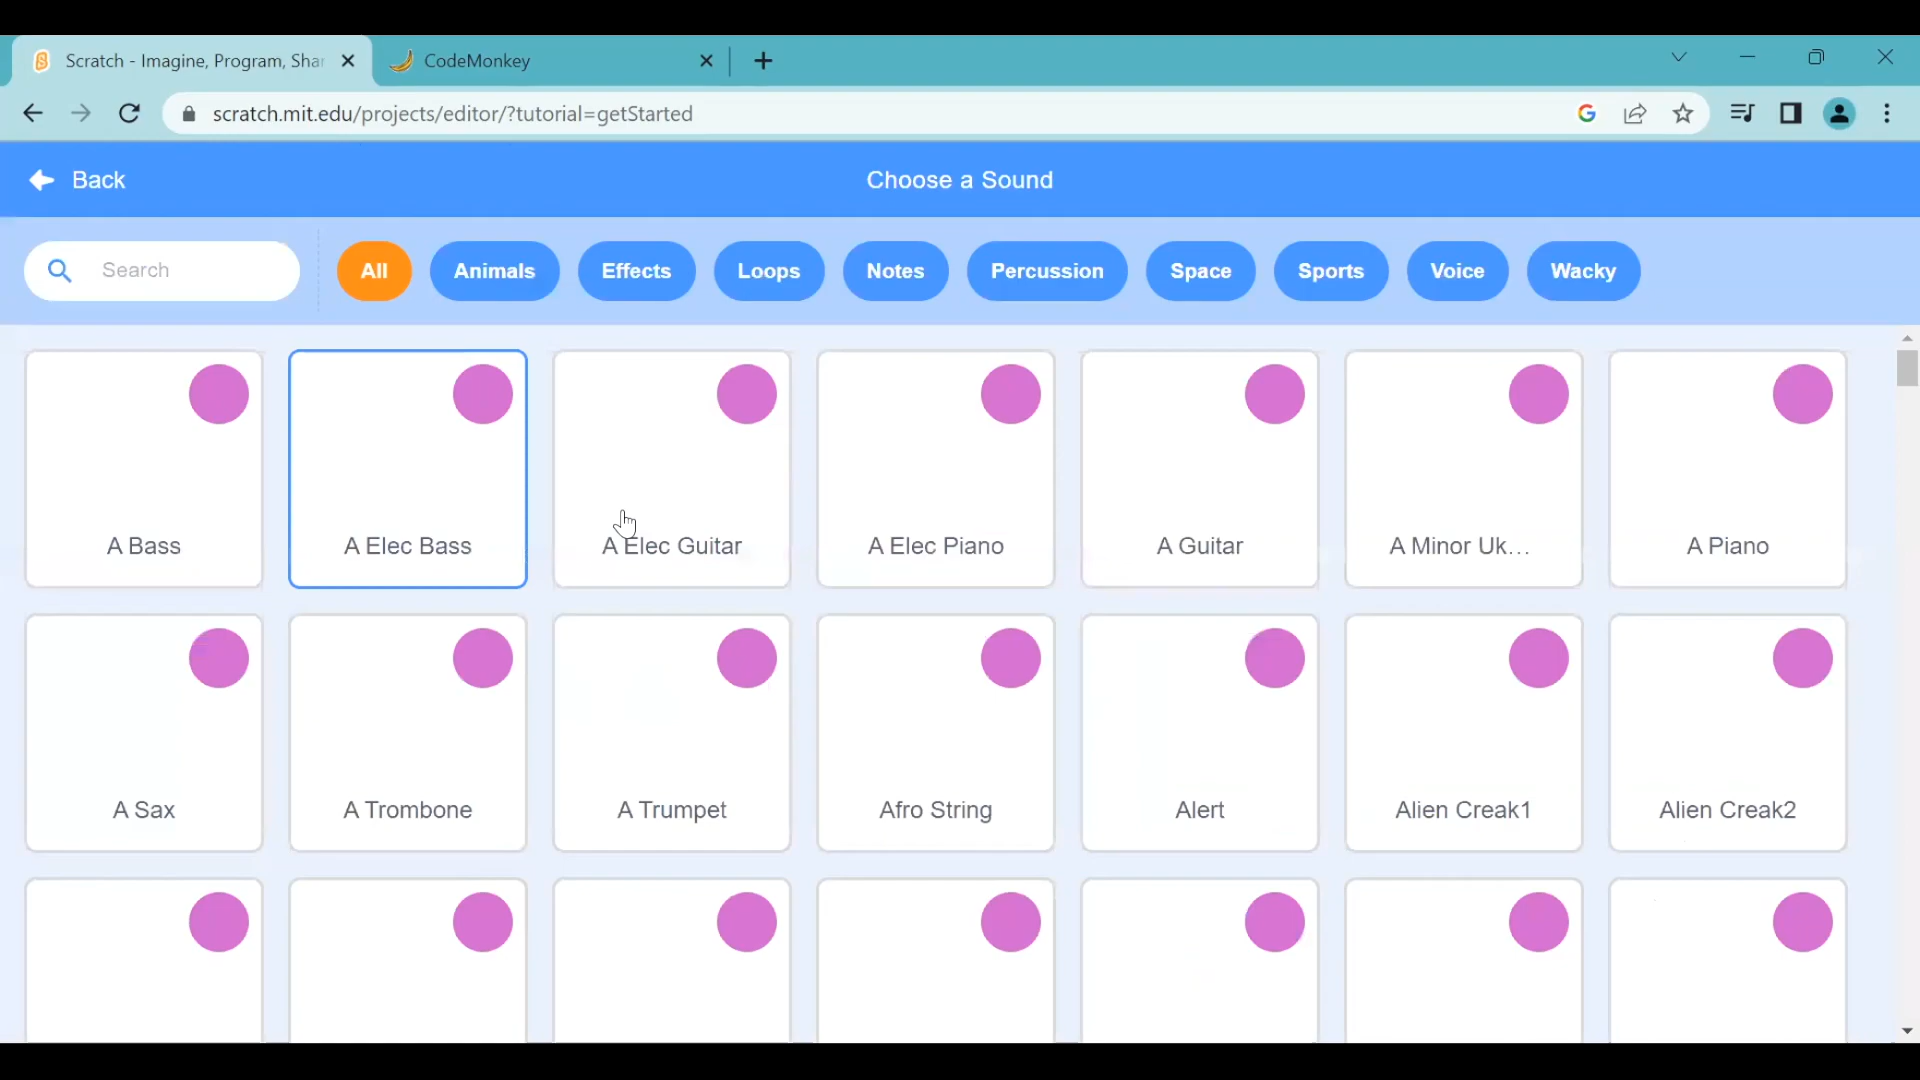 Scratch - Imagine, Program, Shar
CodeMonkey
scratch.mit.edu/projects/editor/?tutorial=getStarted
Back
Choose a Sound
Search
All
Animals
Effects
Loops
Notes
Percussion
Space
Sports
Voice
Wacky
A Bass
A Elec Bass
A Elec Guitar
A Elec Piano
A Guitar
A Minor Uk...
A Piano
A Sax
A Trombone
A Trumpet
Afro String
Alert
Alien Creak1
Alien Creak2